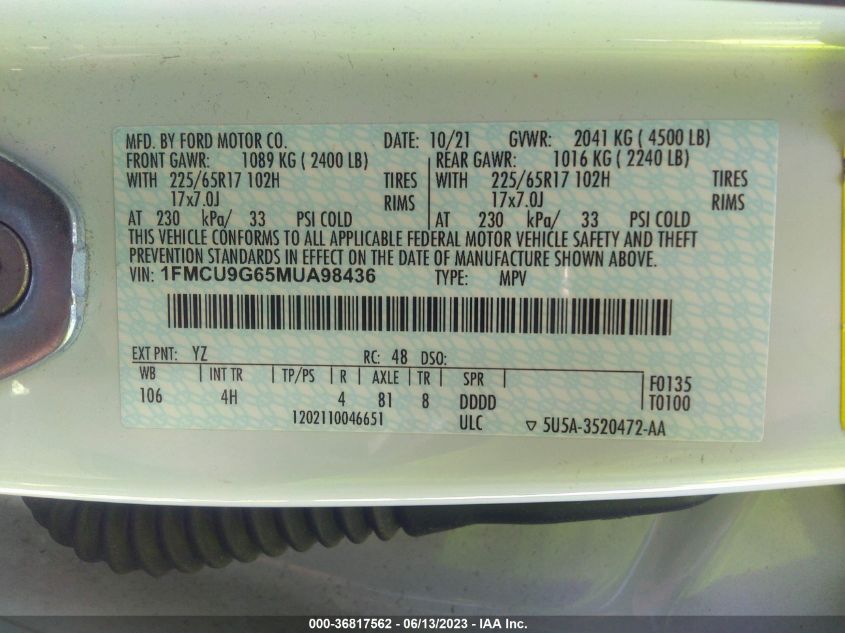 MFD. BY FORD MOTOR CO. DATE: 10/21 GVWR: 2041 KG ( 4500 LB)
FRONT GAWR: 1089 KG ( 2400 LB) REAR GAWR: 1016 KG ( 2240 LB)
WITH 225/65R17 102H TIRES WITH 225/65R17 102H TIRES
17x7.0J RIMS 17x7.0J RIMS
AT 230 kPa/ 33 PSI COLD AT 230 kPa/ 33 PSI COLD
THIS VEHICLE CONFORMS TO ALL APPLICABLE FEDERAL MOTOR VEHICLE SAFETY AND THEFT
PREVENTION STANDARDS IN EFFECT ON THE DATE OF MANUFACTURE SHOWN ABOVE.
VIN: 1FMCU9G65MUA98436 TYPE: MPV
EXT PNT: YZ RC: 48 DSO:
WB INT TR TP/PS R AXLE TR SPR F0135
106 4H 4 81 8 DDDD T0100
1202110046651 ULC ▽ 5U5A-3520472-AA
000-36817562 - 06/13/2023 - IAA Inc.